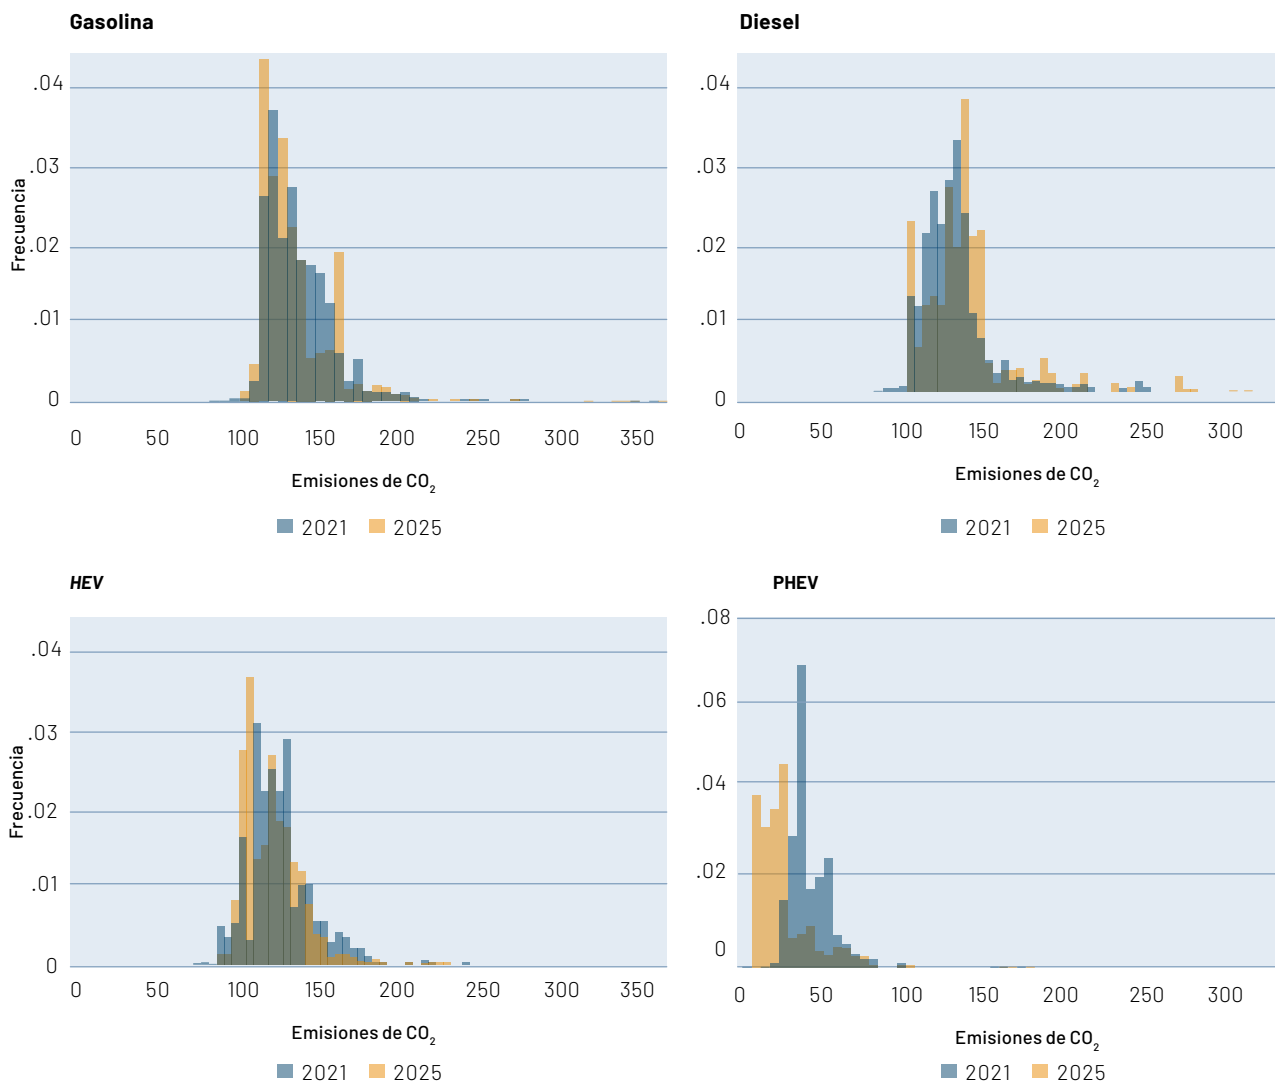 Gasolina
.04
.03
.02
.01
0
Frecuencia
0 50 100 150 200 250 300 350
Emisiones de CO₂
2021 2025
Diesel
.04
.03
.02
.01
0
0 50 100 150 200 250 300
Emisiones de CO₂
2021 2025
HEV
.04
.03
.02
.01
0
Frecuencia
0 50 100 150 200 250 300 350
Emisiones de CO₂
2021 2025
PHEV
.08
.06
.04
.02
0
0 50 100 150 200 250 300
Emisiones de CO₂
2021 2025